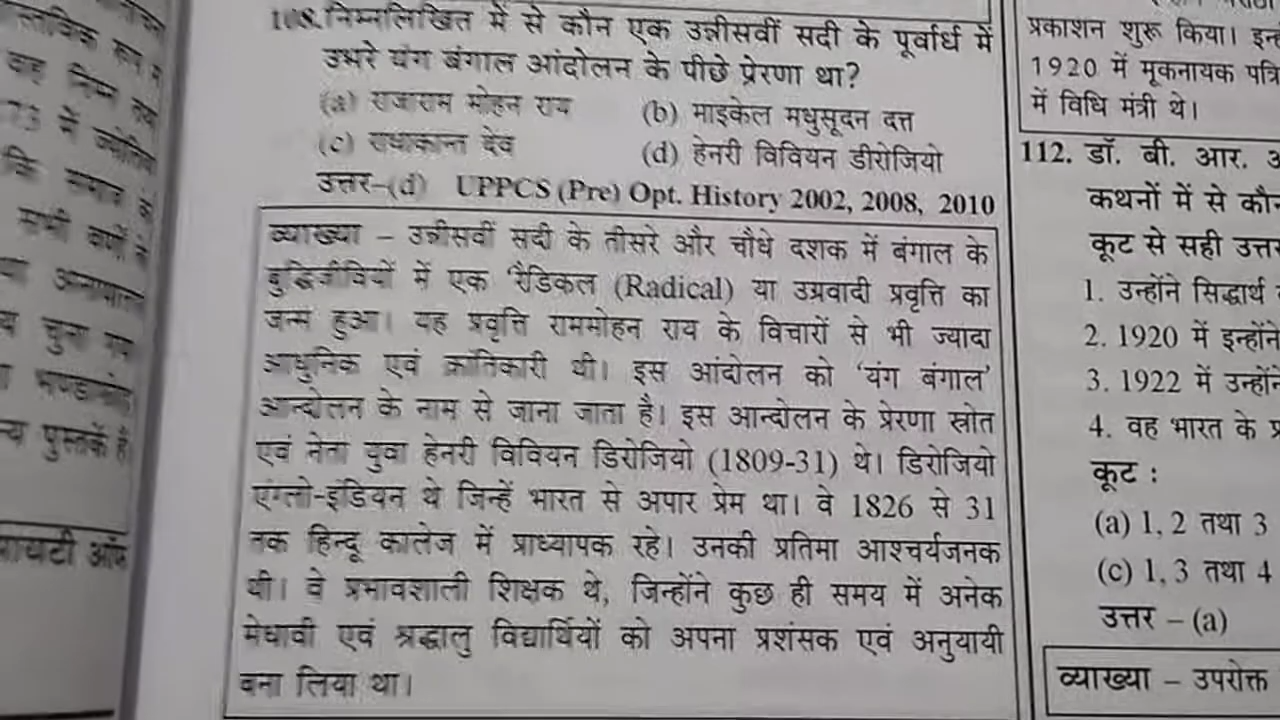 108. निम्नलिखित में से कौन एक उन्नीसवीं सदी के पूर्वार्ध में
उभरे यंग बंगाल आंदोलन के पीछे प्रेरणा था?
(a) राजाराम मोहन राय (b) माइकेल मधुसूदन दत्त
(c) राधाकान्त देव (d) हेनरी विवियन डीरोजियो
उत्तर–(d) UPPCS (Pre) Opt. History 2002, 2008, 2010
व्याख्या – उन्नीसवीं सदी के तीसरे और चौथे दशक में बंगाल के
बुद्धिजीवियों में एक रैडिकल (Radical) या उग्रवादी प्रवृत्ति का
जन्म हुआ। यह प्रवृत्ति राममोहन राय के विचारों से भी ज्यादा
आधुनिक एवं क्रांतिकारी थी। इस आंदोलन को ‘यंग बंगाल’
आन्दोलन के नाम से जाना जाता है। इस आन्दोलन के प्रेरणा स्रोत
एवं नेता युवा हेनरी विवियन डिरोजियो (1809-31) थे। डिरोजियो
एंग्लो-इंडियन थे जिन्हें भारत से अपार प्रेम था। वे 1826 से 31
तक हिन्दू कालेज में प्राध्यापक रहे। उनकी प्रतिमा आश्चर्यजनक
थी। वे प्रभावशाली शिक्षक थे, जिन्होंने कुछ ही समय में अनेक
मेधावी एवं श्रद्धालु विद्यार्थियों को अपना प्रशंसक एवं अनुयायी
बना लिया था।
प्रकाशन शुरू किया।
1920 में मूकनायक
में विधि मंत्री थे।
112. डॉ. बी. आर.
कथनों में से
कूट से सही उत्तर
1. उन्होंने सिद्धार्थ
2. 1920 में इन्होंने
3. 1922 में उन्होंने
4. वह भारत के
कूट :
(a) 1, 2 तथा 3
(c) 1, 3 तथा 4
उत्तर – (a)
व्याख्या – उपरोक्त